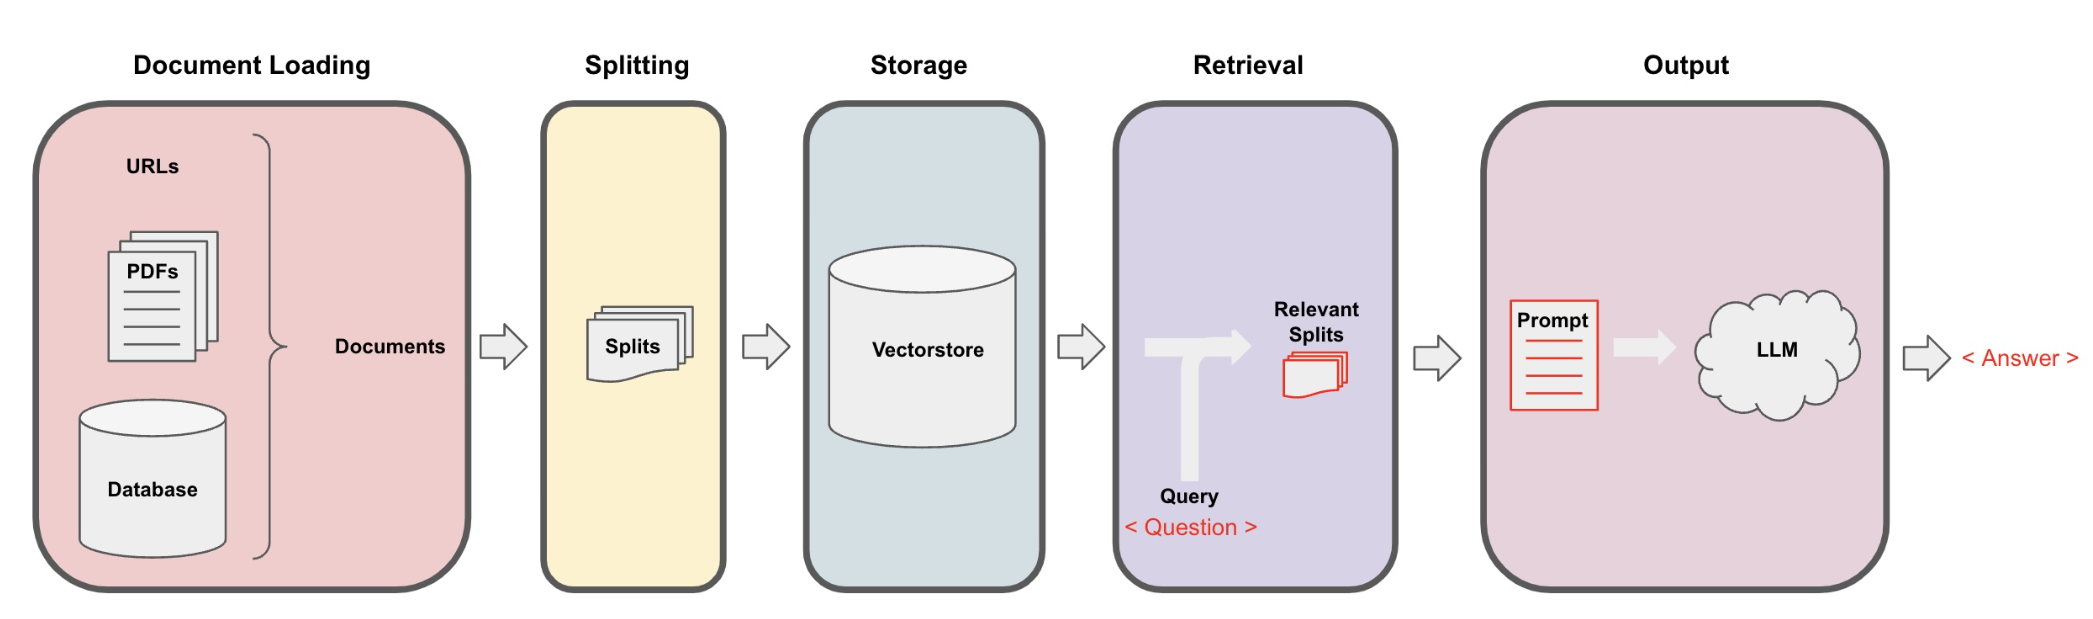 Document Loading
Splitting
Storage
Retrieval
Output
URLs
PDFs
Database
Documents
Splits
Vectorstore
Relevant
Splits
Query
< Question >
Prompt
LLM
< Answer >